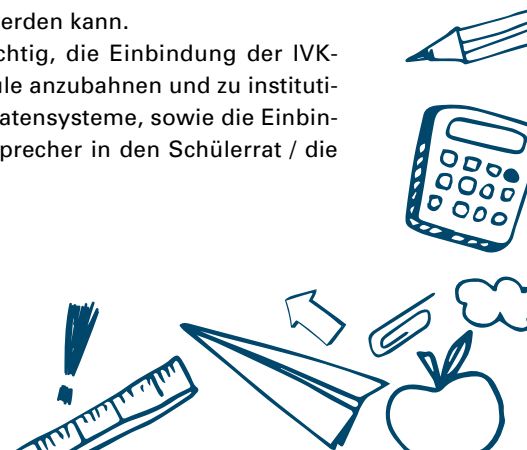 erden kann.
chtig, die Einbindung der IVK-
ule anzubahnen und zu instituti-
atensysteme, sowie die Einbin-
precher in den Schülerrat / die